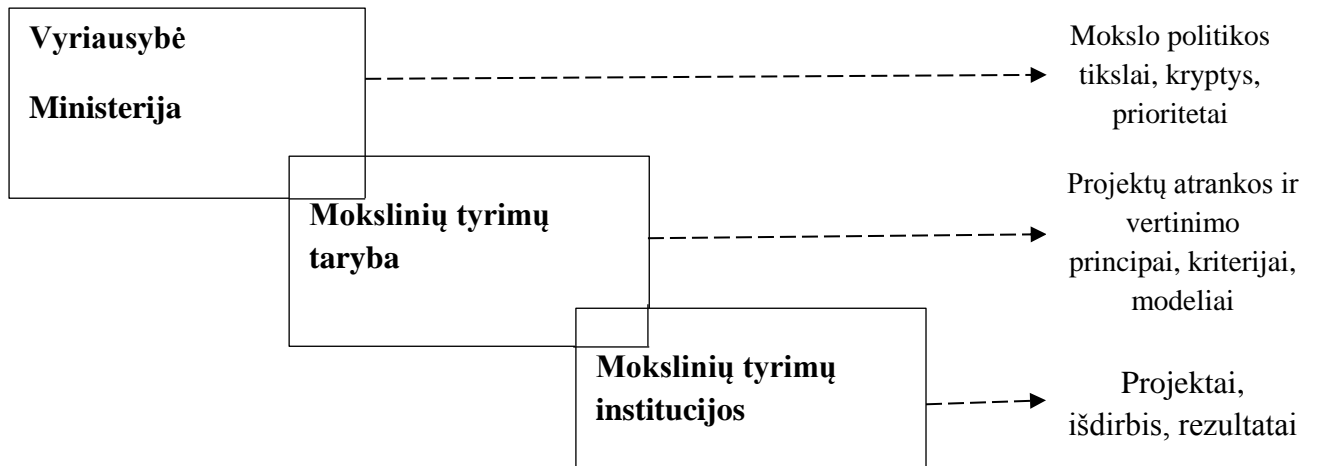 Vyriausybė
Ministerija
Mokslo politikos
tikslai, kryptys,
prioritetai
Mokslinių tyrimų
taryba
Projektų atrankos ir
vertinimo
principai, kriterijai,
modeliai
Mokslinių tyrimų
institucijos
Projektai,
išdirbis, rezultatai